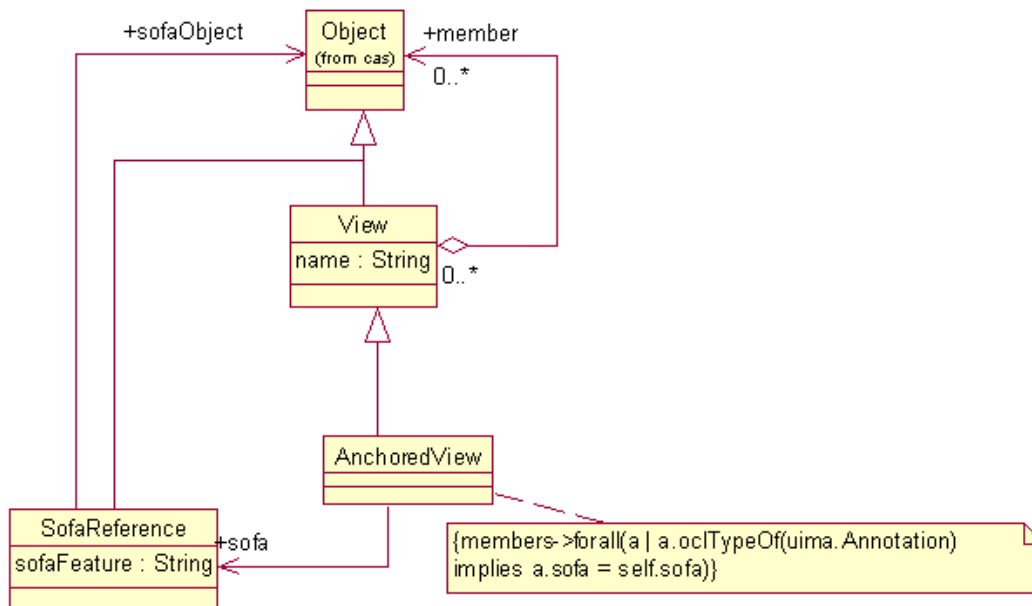 +sofaObject
Object
(from cas)
+member
0..*
View
name : String
0..*
AnchoredView
SofaReference
sofaFeature : String
+sofa
{members->forall(a | a.oclTypeOf(uima.Annotation)
implies a.sofa = self.sofa)}